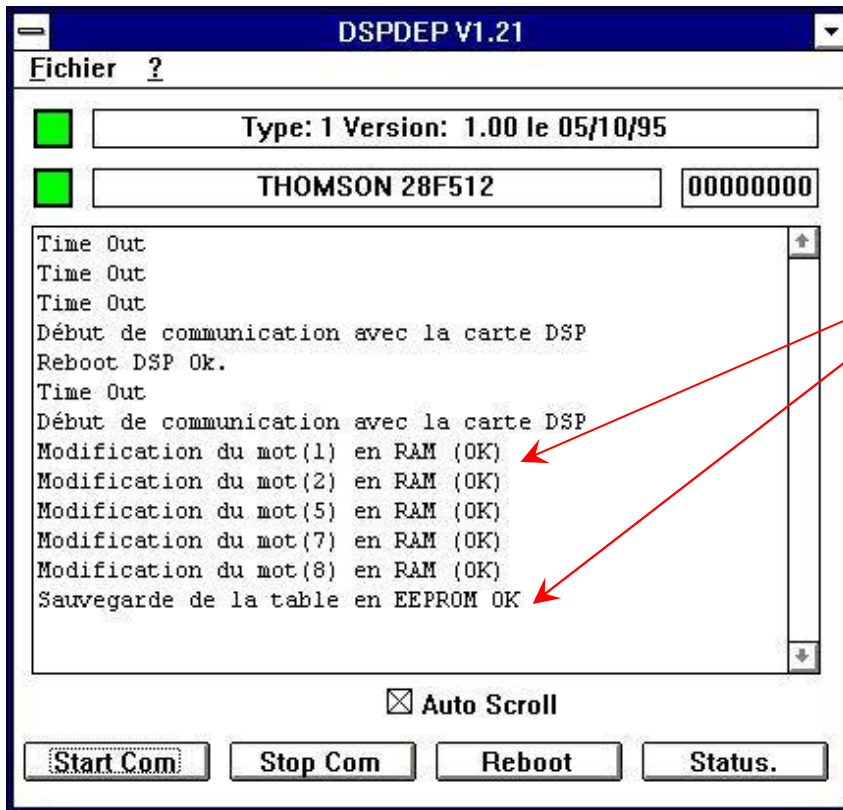 DSPDEP V1.21
Fichier ?
Type: 1 Version: 1.00 le 05/10/95
THOMSON 28F512 00000000
Time Out
Time Out
Time Out
Début de communication avec la carte DSP
Reboot DSP Ok.
Time Out
Début de communication avec la carte DSP
Modification du mot(1) en RAM (OK)
Modification du mot(2) en RAM (OK)
Modification du mot(5) en RAM (OK)
Modification du mot(7) en RAM (OK)
Modification du mot(8) en RAM (OK)
Sauvegarde de la table en EEPROM OK
Auto Scroll
Start Com Stop Com Reboot Status.